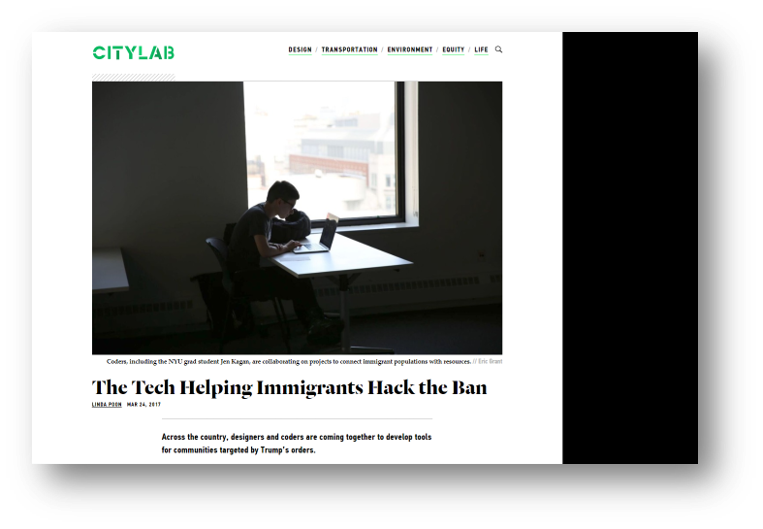 CITYLAB
DESIGN / TRANSPORTATION / ENVIRONMENT / EQUITY / LIFE
Coders, including the NYU grad student Jen Kagan, are collaborating on projects to connect immigrant populations with resources. // Eric Grant
The Tech Helping Immigrants Hack the Ban
LINDA POON MAR 24, 2017
Across the country, designers and coders are coming together to develop tools
for communities targeted by Trump's orders.